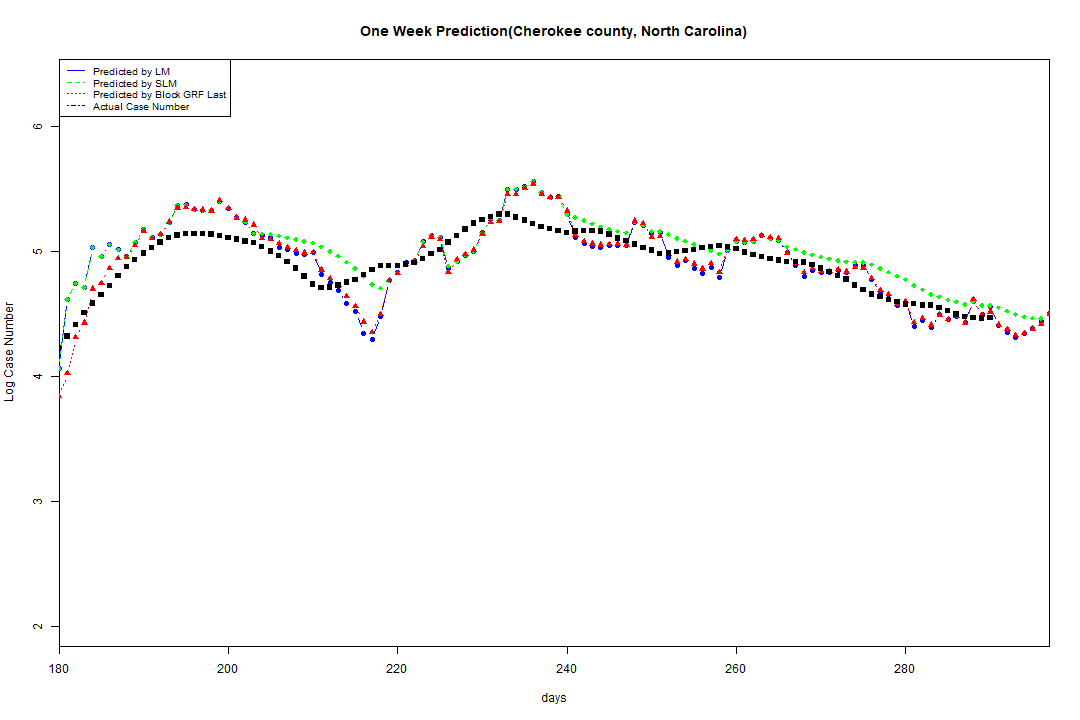 One Week Prediction(Cherokee county, North Carolina)
Predicted by LM
Predicted by SLM
Predicted by Block GRF Last
Actual Case Number
6
5
4
3
2
Log Case Number
180 200 220 240 260 280
days